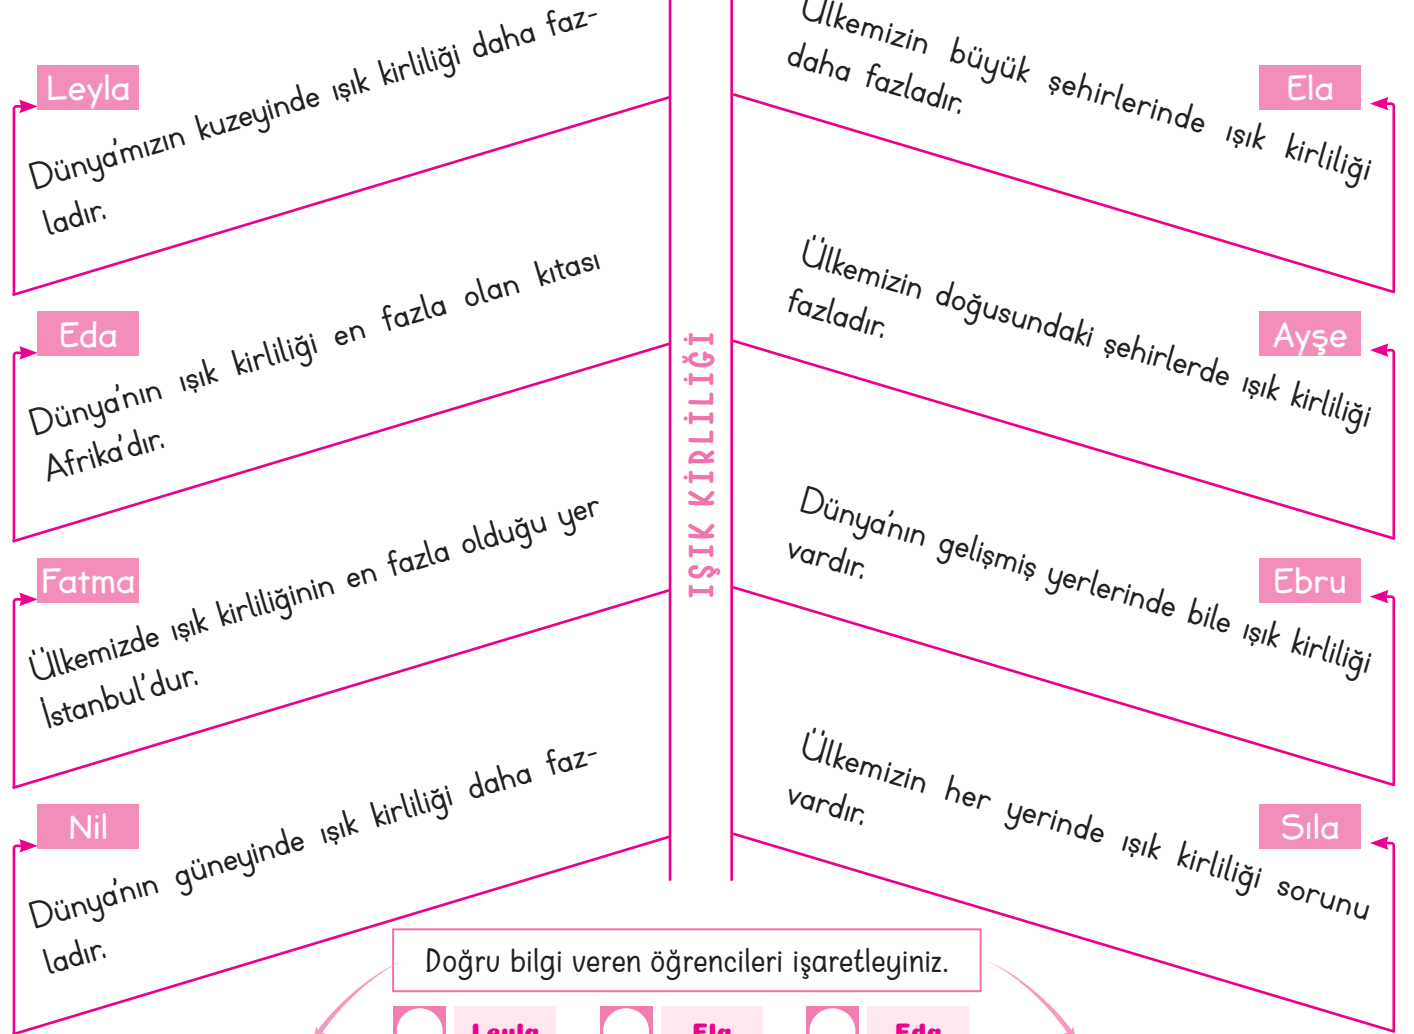 Leyla
Dünya'mızın kuzeyinde ışık kirliliği daha faz-
ladır.
Eda
Dünya'nın ışık kirliliği en fazla olan kıtası
Afrika'dır.
Fatma
Ülkemizde ışık kirliliğinin en fazla olduğu yer
İstanbul'dur.
Nil
Dünya'nın güneyinde ışık kirliliği daha faz-
ladır.
IŞIK KİRLİLİĞİ
Ela
Ülkemizin büyük şehirlerinde ışık kirliliği
daha fazladır.
Ayşe
Ülkemizin doğusundaki şehirlerde ışık kirliliği
fazladır.
Ebru
Dünya'nın gelişmiş yerlerinde bile ışık kirliliği
vardır.
Sıla
Ülkemizin her yerinde ışık kirliliği sorunu
vardır.
Doğru bilgi veren öğrencileri işaretleyiniz.
Leyla Ela Eda